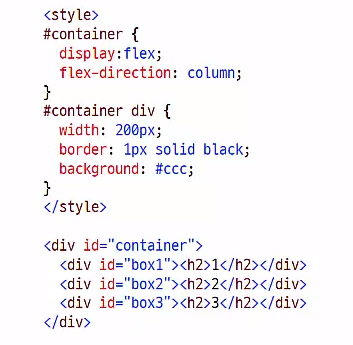 <style>
#container {
  display:flex;
  flex-direction: column;
}
#container div {
  width: 200px;
  border: 1px solid black;
  background: #ccc;
}
</style>

<div id="container">
  <div id="box1"><h2>1</h2></div>
  <div id="box2"><h2>2</h2></div>
  <div id="box3"><h2>3</h2></div>
</div>